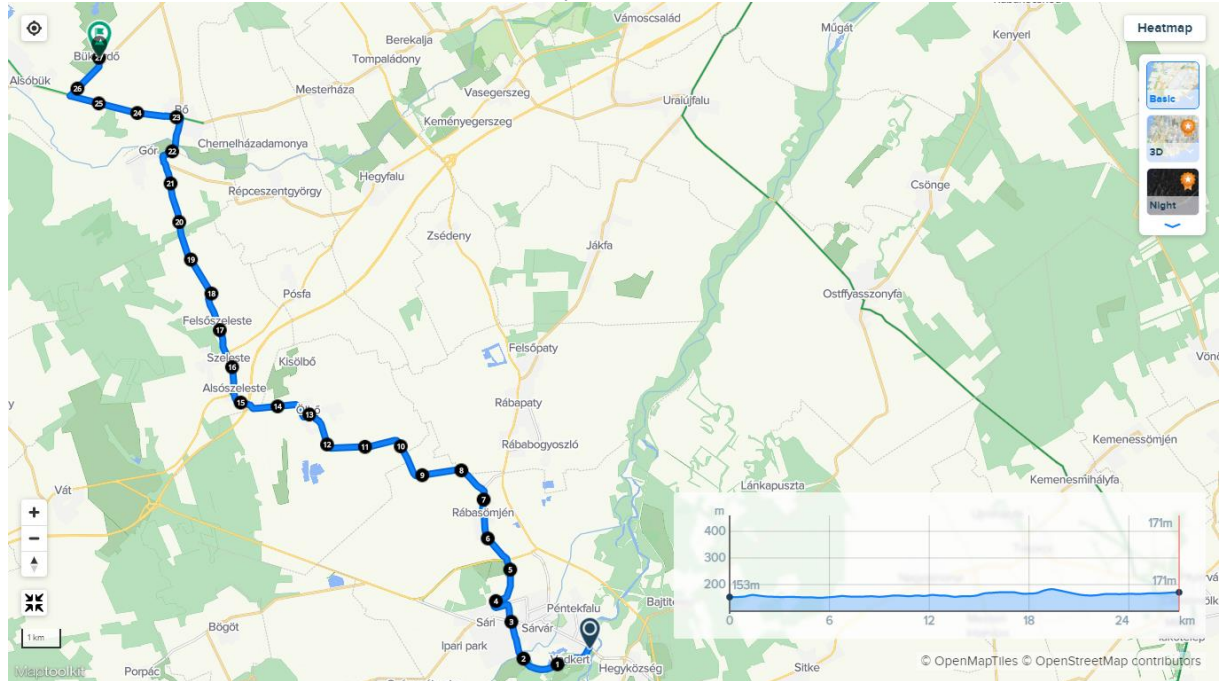 Vámoscsalád
Kenyerl
Heatmap
Múgát
Berekalja
Tompaládony
Alsóbük
27
26
25
24
23
Bő
Mesterháza
Vasegerszeg
Uraiújfalu
Basic
Keményegerszeg
Chernelházadamonya
Gór
22
3D
Hegyfalu
21
Répceszentgyörgy
Csönge
Night
20
Zsédeny
Jákfa
19
18
Pósfa
Ostffyasszonyfa
Felsőszeleste
17
Szeleste
Kisölbő
Felsőpaty
16
Alsószeleste
15
14
13
Rábapaty
12
11
10
Rábabogyoszló
Kemenessömjén
9
8
Vát
Lánkapuszta
Kemenesmihályfa
7
Rábasömjén
m
400
171m
6
300
5
200
153m
171m
4
Péntekfalu
Sári
Sárvár
3
Bögöt
Ipari park
0
6
12
18
24
km
1 km
2
1
Hegyközség
Sitke
Porpác
Maptoolkit
© OpenMapTiles © OpenStreetMap contributors